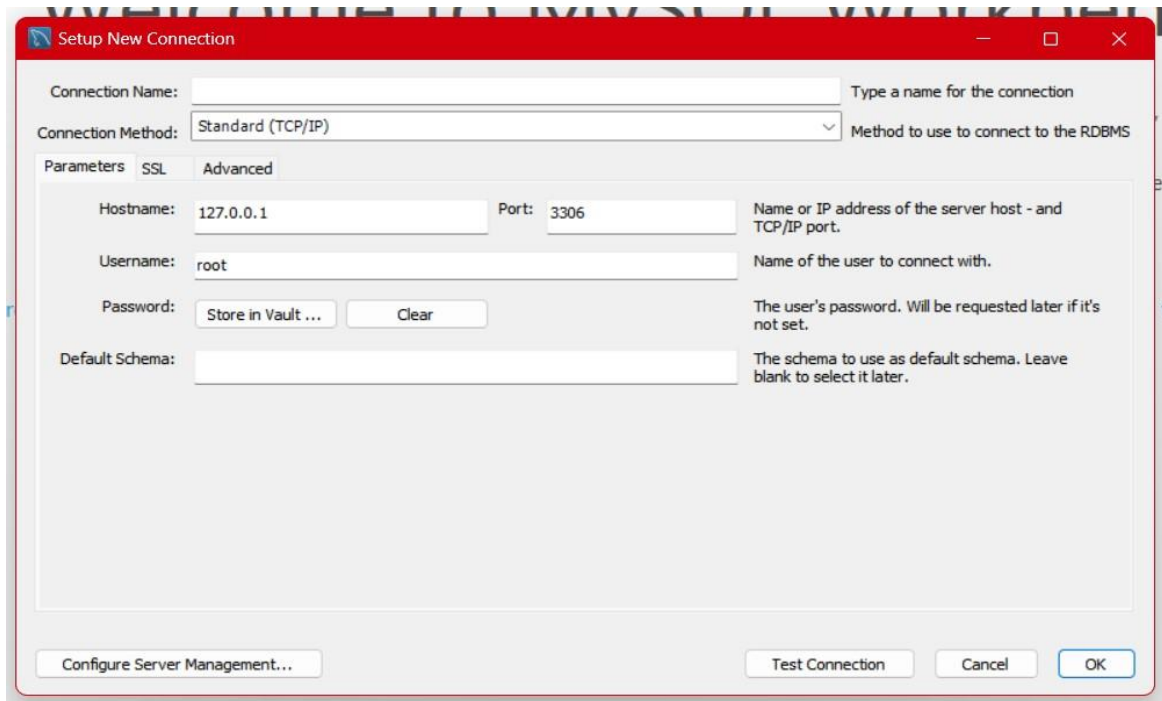 Welcome to MySQL Workben
Setup New Connection
Connection Name:
Type a name for the connection
Connection Method:
Standard (TCP/IP)
Method to use to connect to the RDBMS
Parameters
SSL
Advanced
Hostname:
127.0.0.1
Port:
3306
Name or IP address of the server host - and
TCP/IP port.
Username:
root
Name of the user to connect with.
Password:
Store in Vault ...
Clear
The user's password. Will be requested later if it's
not set.
Default Schema:
The schema to use as default schema. Leave
blank to select it later.
Configure Server Management...
Test Connection
Cancel
OK